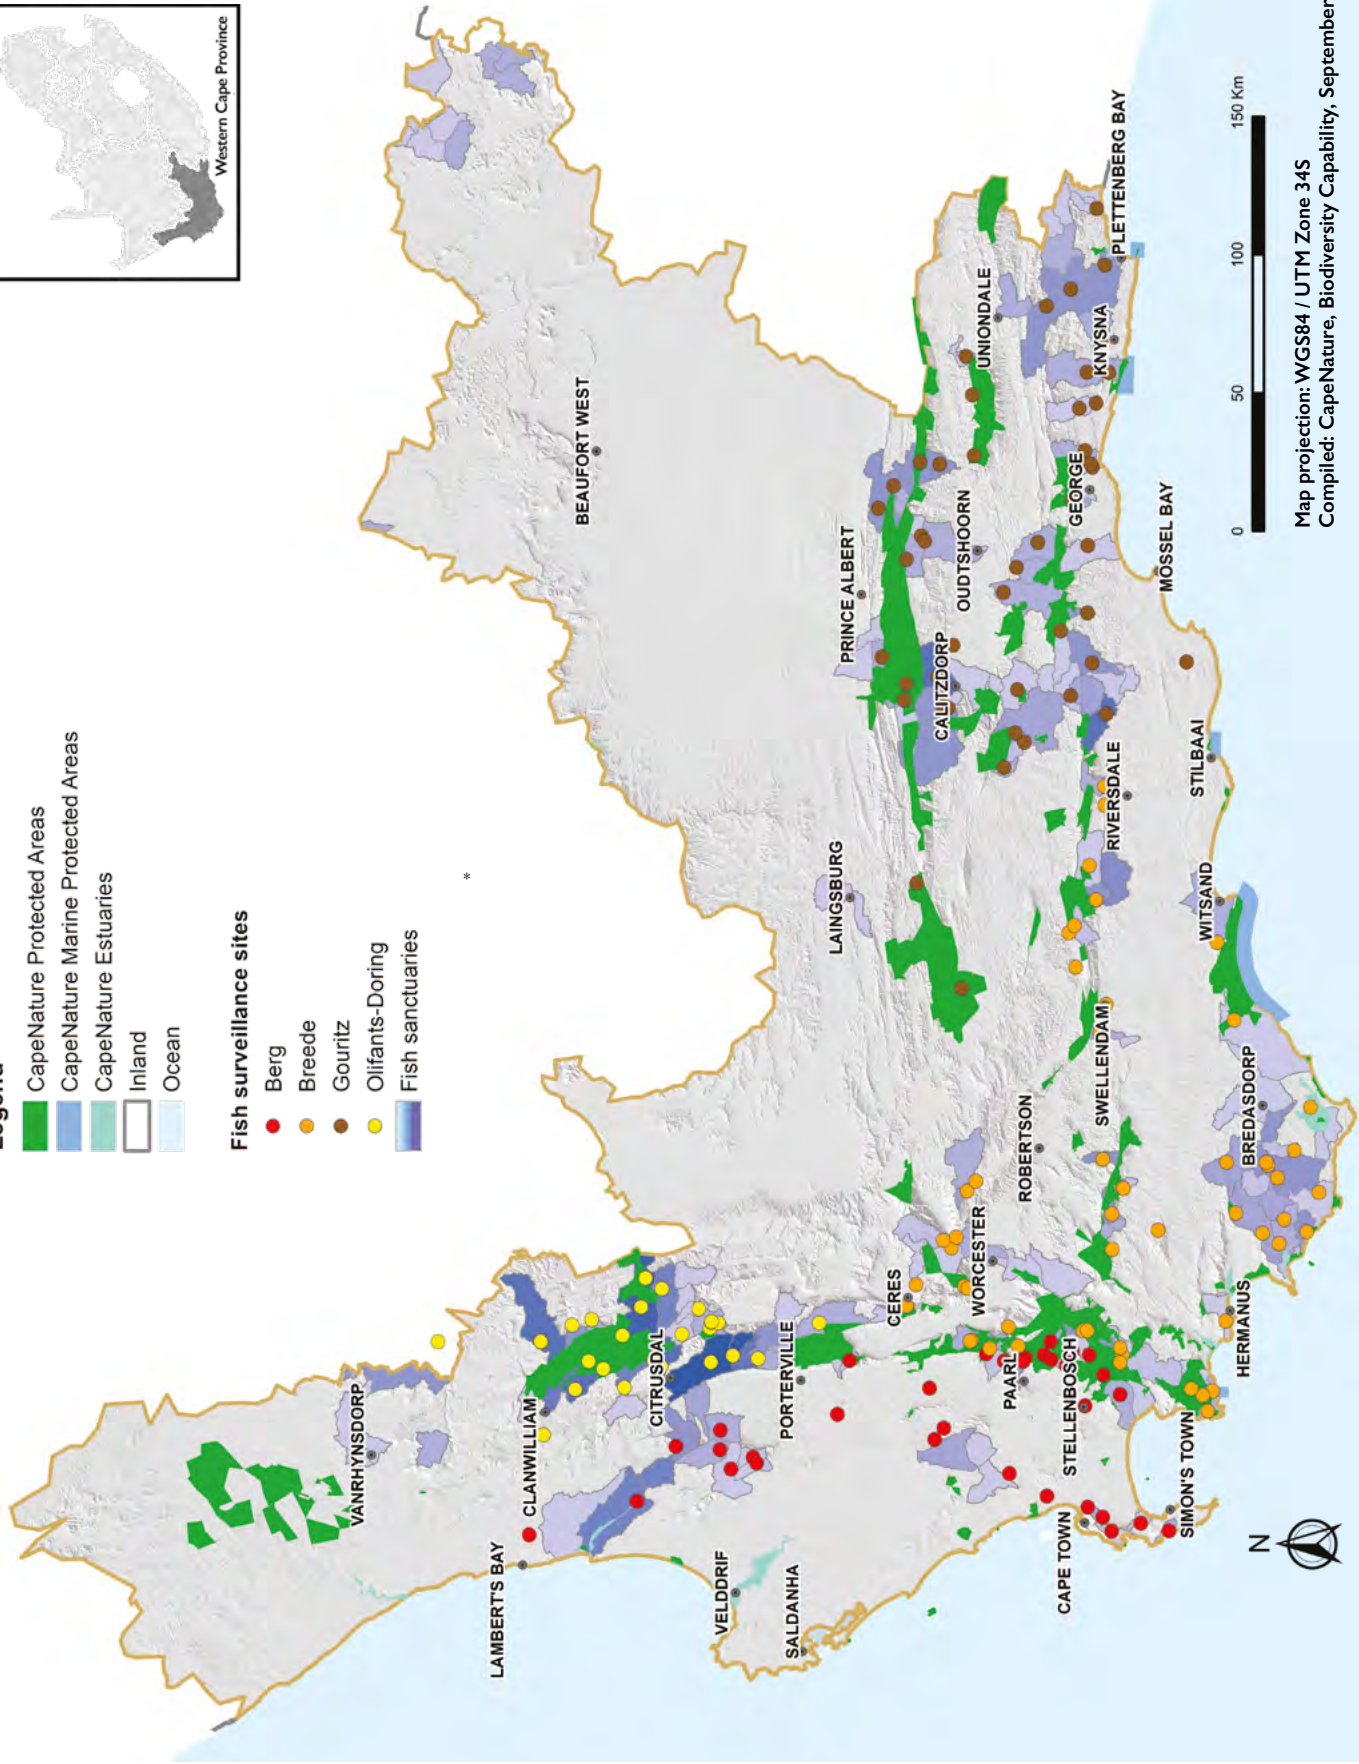 Western Cape Province
Legend
CapeNature Protected Areas
CapeNature Marine Protected Areas
CapeNature Estuaries
Inland
Ocean
Fish surveillance sites
Berg
Breede
Gouritz
Olifants-Doring
Fish sanctuaries
*
VANRHYNSDORP
LAMBERT'S BAY
CLANWILLIAM
CITRUSDAL
VELDDRIF
SALDANHA
PORTERVILLE
CERES
WORCESTER
PAARL
STELLENBOSCH
CAPE TOWN
SIMON'S TOWN
HERMANUS
ROBERTSON
SWELLENDAM
BREDASDORP
WITSAND
LAINGSBURG
RIVERSDALE
STILBAAI
BEAUFORT WEST
PRINCE ALBERT
CALITZDORP
OUDTSHOORN
MOSSEL BAY
GEORGE
UNIONDALE
KNYSNA
PLETTENBERG BAY
N
0 50 100 150 Km
Map projection: WGS84 / UTM Zone 34S
Compiled: CapeNature, Biodiversity Capability, September